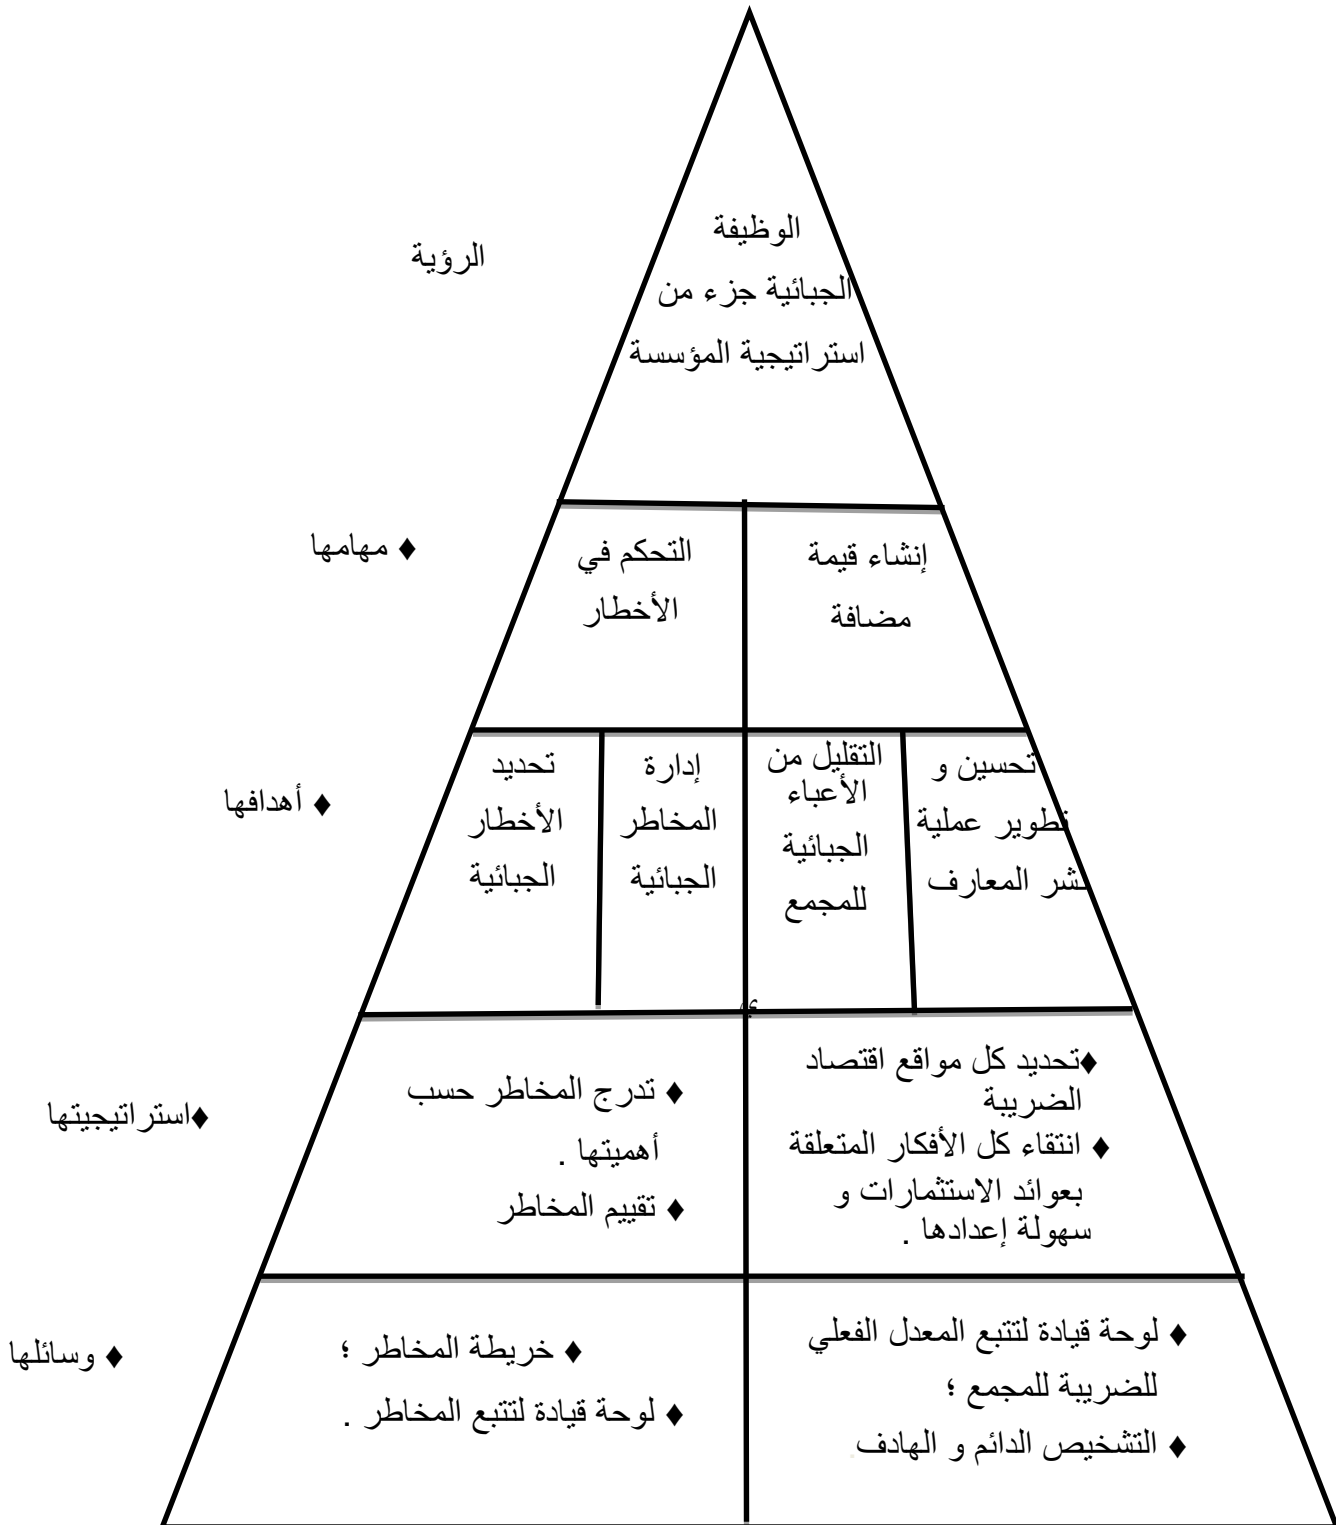 الوظيفة
الجبائية جزء من
استراتيجية المؤسسة
الرؤية
♦ مهامها
إنشاء قيمة
مضافة
التحكم في
الأخطار
♦ أهدافها
تحسين و
تطوير عملية
نشر المعارف
التقليل من
الأعباء
الجبائية
للمجمع
إدارة
المخاطر
الجبائية
تحديد
الأخطار
الجبائية
♦استراتيجيتها
♦تحديد كل مواقع اقتصاد
الضريبة
♦ انتقاء كل الأفكار المتعلقة
بعوائد الاستثمارات و
سهولة إعدادها .
♦ تدرج المخاطر حسب
أهميتها .
♦ تقييم المخاطر
♦ وسائلها
♦ لوحة قيادة لتتبع المعدل الفعلي
للضريبة للمجمع ؛
♦ التشخيص الدائم و الهادف
♦ خريطة المخاطر ؛
♦ لوحة قيادة لتتبع المخاطر .